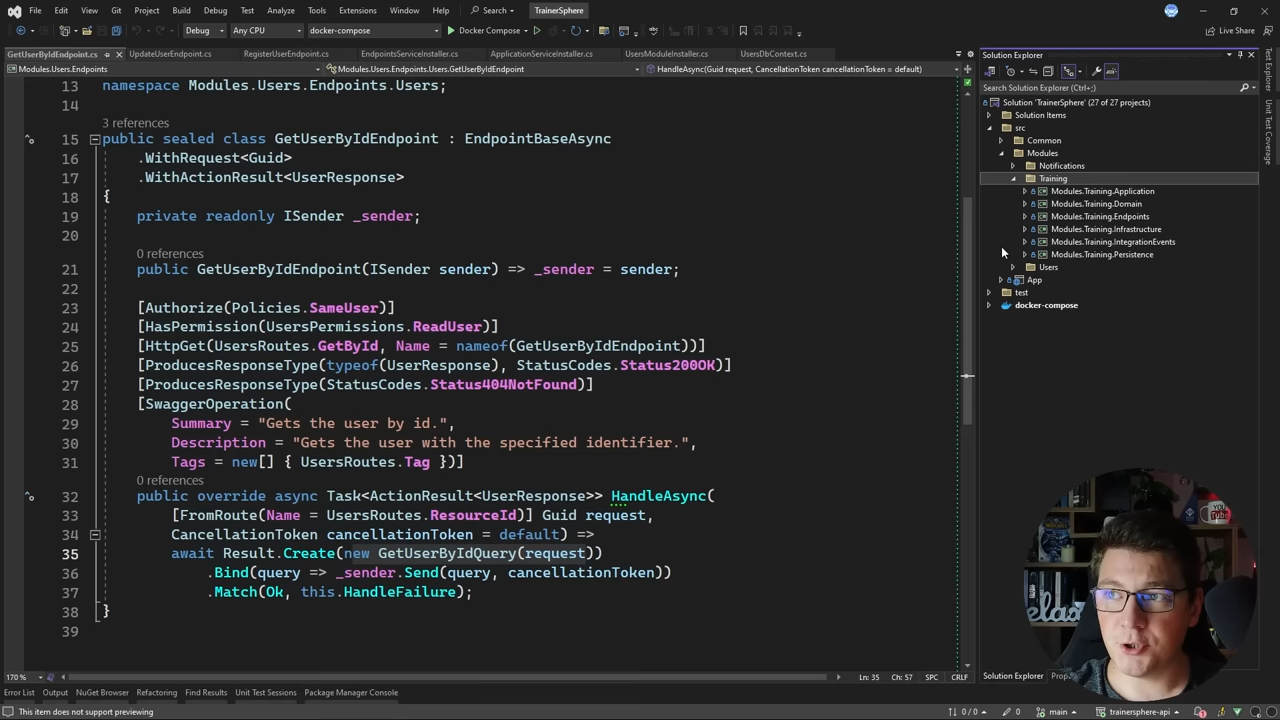 File Edit View Git Project Build Debug Test Analyze Tools Extensions Window Help Search TrainerSphere
Debug Any CPU docker-compose Docker Compose Live Share
GetUserByIdEndpoint.cs UpdateUserEndpoint.cs RegisterUserEndpoint.cs EndpointsServiceInstaller.cs ApplicationServiceInstaller.cs UsersModuleInstaller.cs UsersDbContext.cs
Modules.Users.Endpoints Modules.Users.Endpoints.Users.GetUserByIdEndpoint HandleAsync(Guid request, CancellationToken cancellationToken = default)
13 namespace Modules.Users.Endpoints.Users;
14
3 references
15 public sealed class GetUserByIdEndpoint : EndpointBaseAsync
16 .WithRequest<Guid>
17 .WithActionResult<UserResponse>
18 {
19 private readonly ISender _sender;
20
0 references
21 public GetUserByIdEndpoint(ISender sender) => _sender = sender;
22
23 [Authorize(Policies.SameUser)]
24 [HasPermission(UsersPermissions.ReadUser)]
25 [HttpGet(UsersRoutes.GetById, Name = nameof(GetUserByIdEndpoint))]
26 [ProducesResponseType(typeof(UserResponse), StatusCodes.Status200OK)]
27 [ProducesResponseType(StatusCodes.Status404NotFound)]
28 [SwaggerOperation(
29 Summary = "Gets the user by id.",
30 Description = "Gets the user with the specified identifier.",
31 Tags = new[] { UsersRoutes.Tag })]
0 references
32 public override async Task<ActionResult<UserResponse>> HandleAsync(
33 [FromRoute(Name = UsersRoutes.ResourceId)] Guid request,
34 CancellationToken cancellationToken = default) =>
35 await Result.Create(new GetUserByIdQuery(request))
36 .Bind(query => _sender.Send(query, cancellationToken))
37 .Match(Ok, this.HandleFailure);
38 }
39
170 % Ln: 35 Ch: 57 SPC CRLF
Error List Output NuGet Browser Refactoring Find Results Unit Test Sessions Package Manager Console
This item does not support previewing 0 / 0 0 main trainersphere-api
Solution Explorer
Search Solution Explorer (Ctrl+;)
Solution 'TrainerSphere' (27 of 27 projects)
Solution Items
src
Common
Modules
Notifications
Training
Modules.Training.Application
Modules.Training.Domain
Modules.Training.Endpoints
Modules.Training.Infrastructure
Modules.Training.IntegrationEvents
Modules.Training.Persistence
Users
App
test
docker-compose
Solution Explorer
Test Explorer
Unit Test Coverage
You